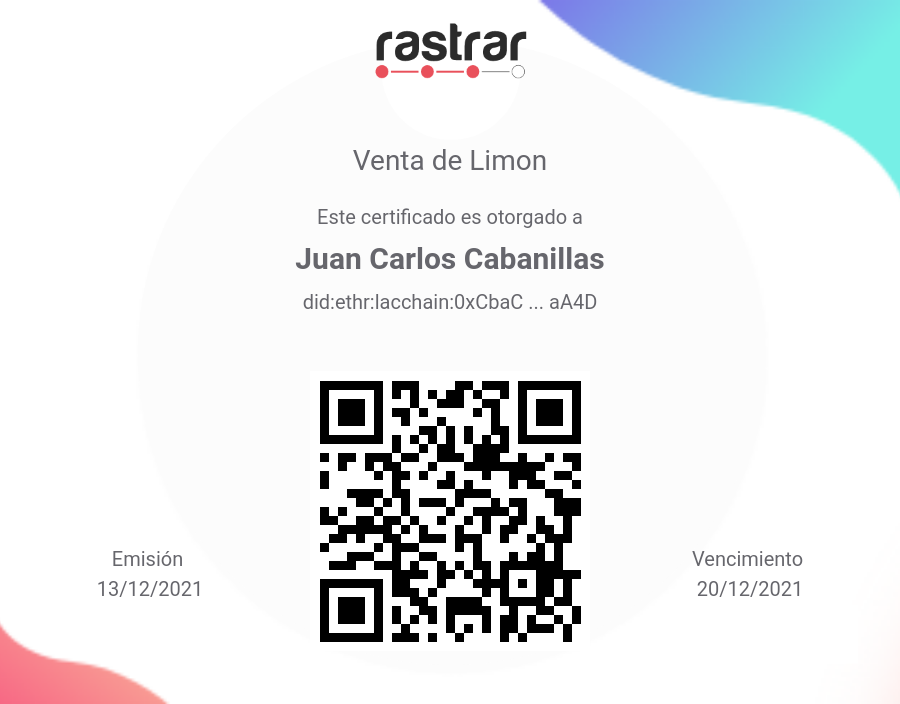 rastrar
Venta de Limon
Este certificado es otorgado a
Juan Carlos Cabanillas
did:ethr:lacchain:0xCbaC ... aA4D
Emisión
13/12/2021
Vencimiento
20/12/2021